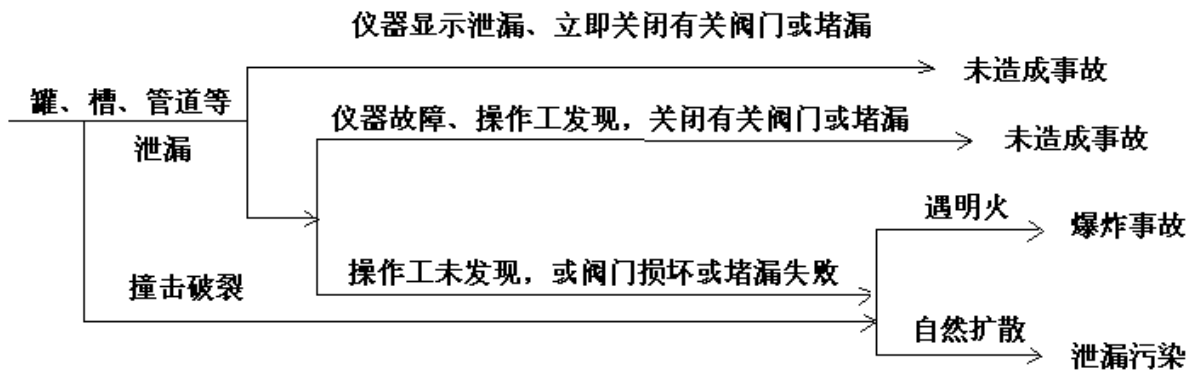 仪器显示泄漏、立即关闭有关阀门或堵漏
未造成事故
罐、槽、管道等
泄漏
仪器故障、操作工发现，关闭有关阀门或堵漏
未造成事故
遇明火
爆炸事故
操作工未发现，或阀门损坏或堵漏失败
撞击破裂
自然扩散
泄漏污染